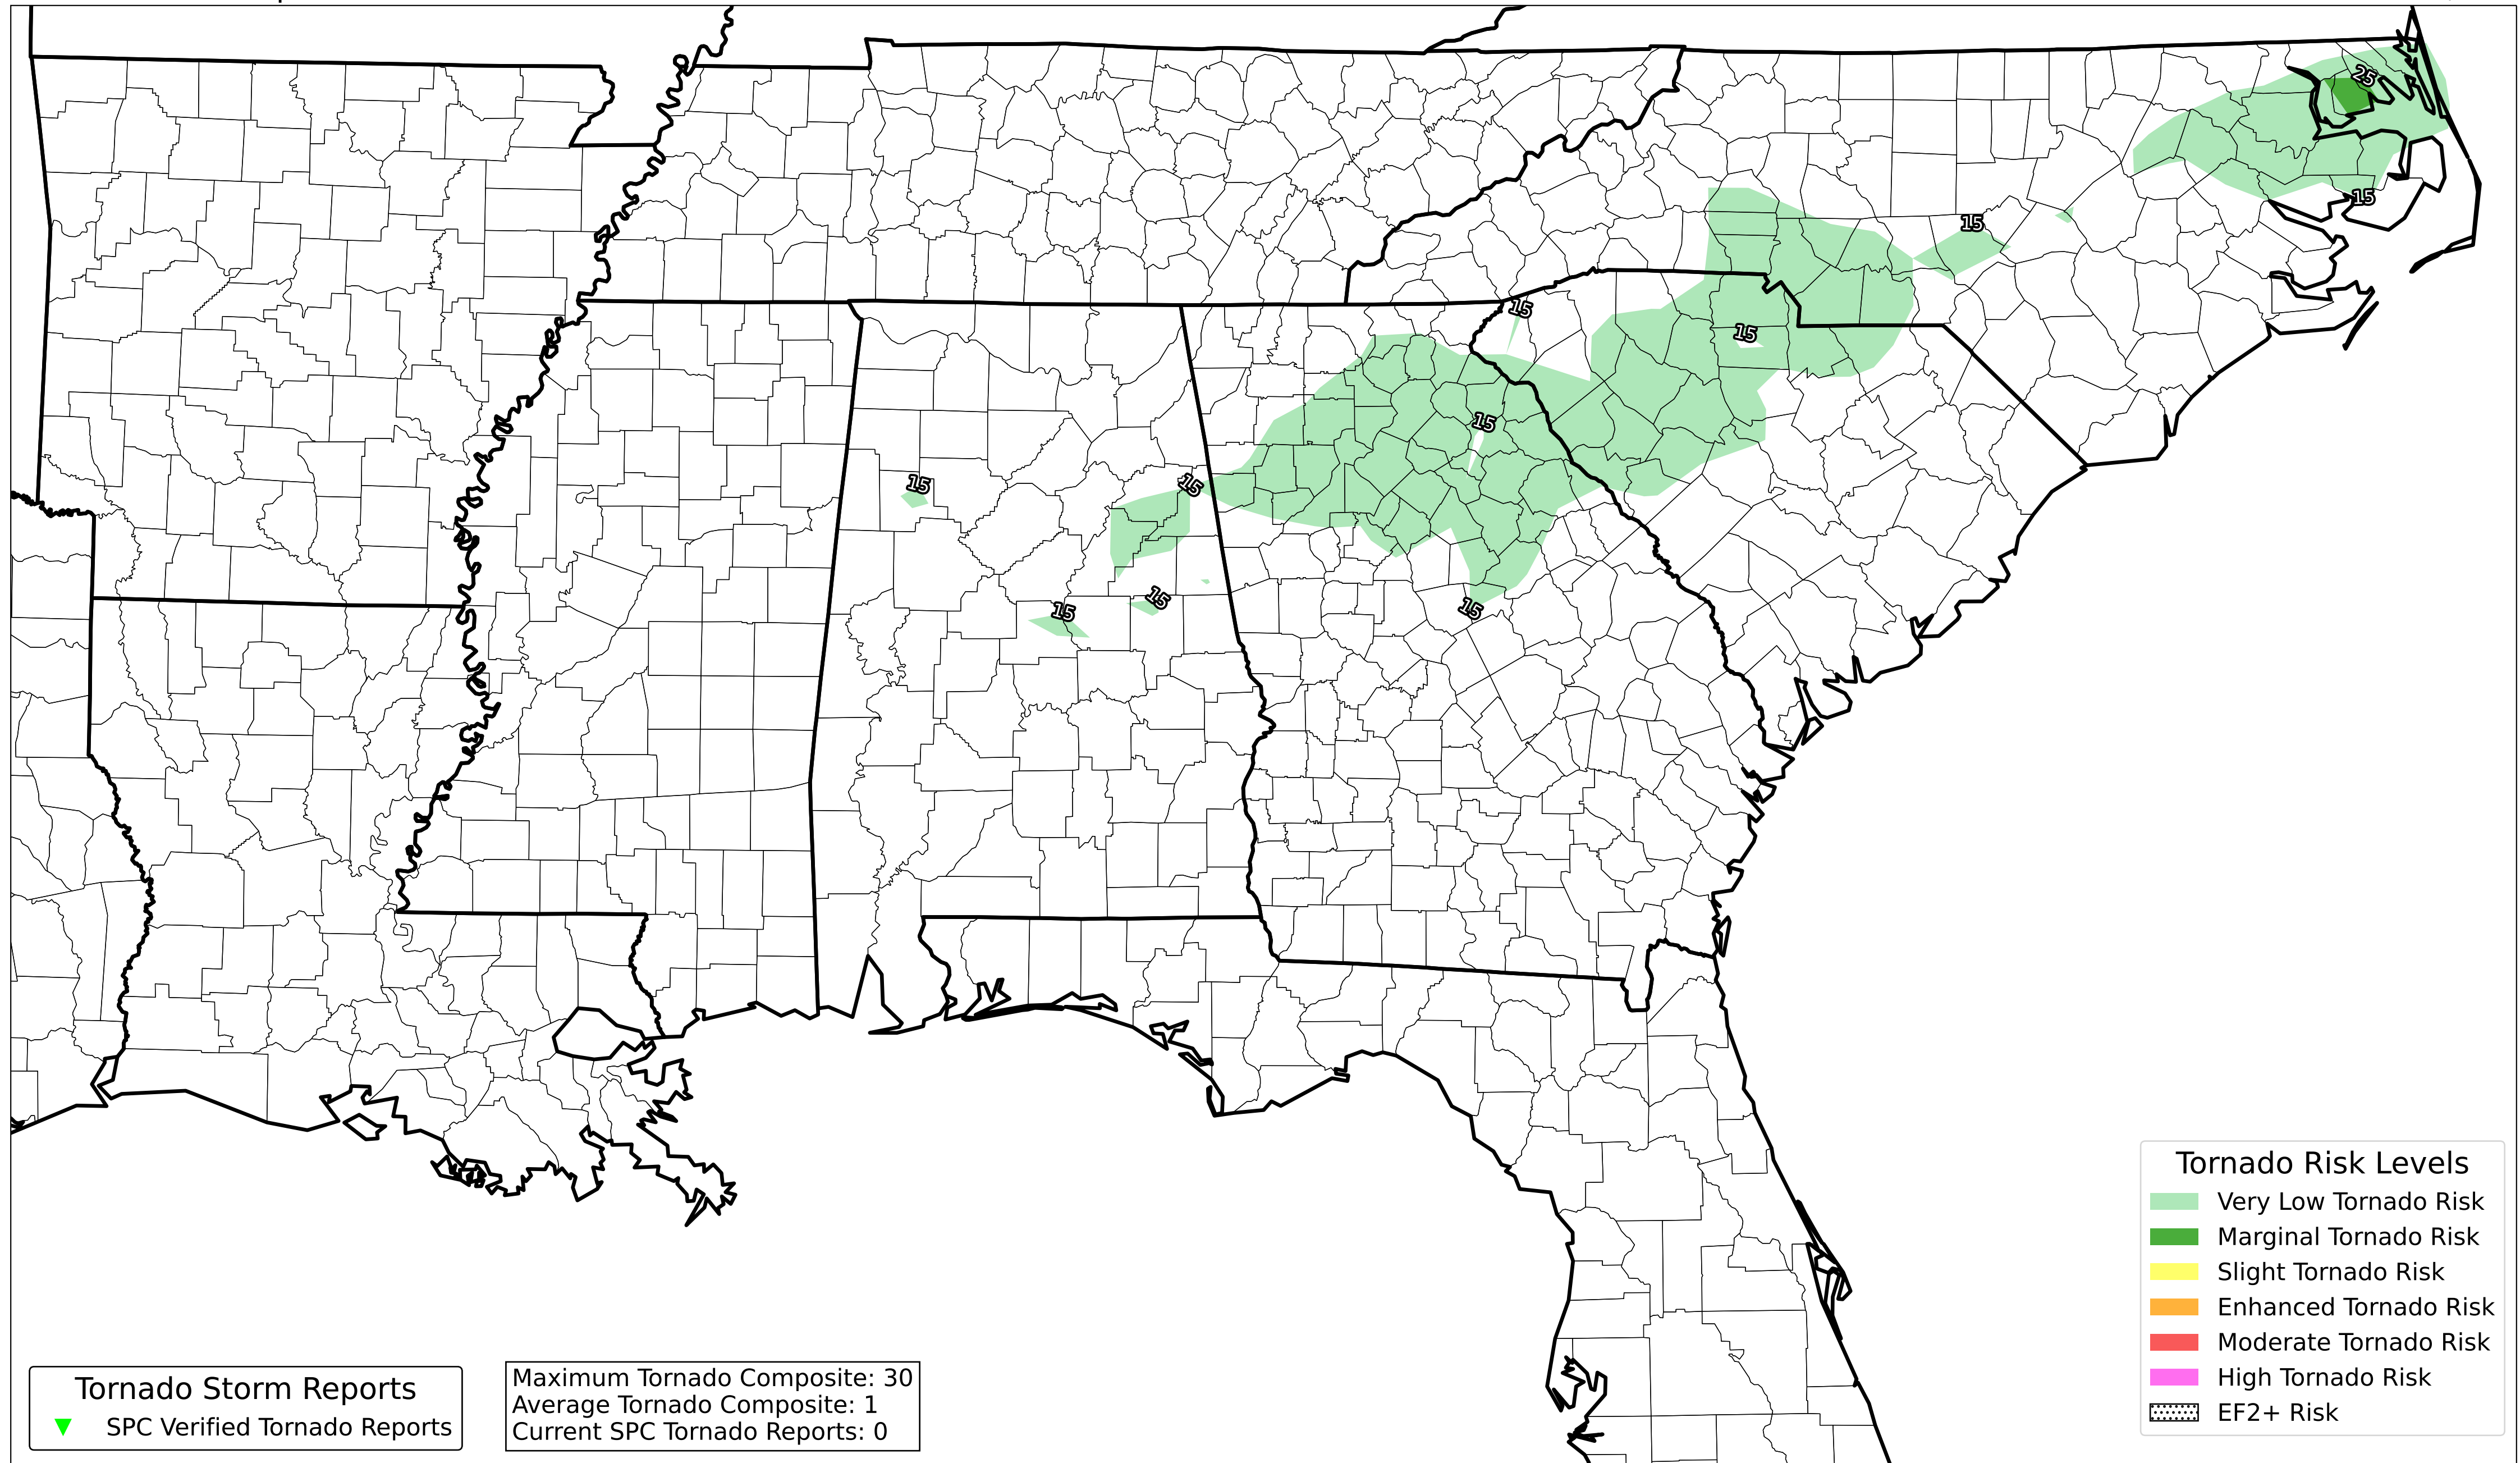 25
15
15
15
15
15
15
15
15
15
15
Tornado Risk Levels
Very Low Tornado Risk
Marginal Tornado Risk
Slight Tornado Risk
Enhanced Tornado Risk
Moderate Tornado Risk
High Tornado Risk
EF2+ Risk
Tornado Storm Reports
SPC Verified Tornado Reports
Maximum Tornado Composite: 30
Average Tornado Composite: 1
Current SPC Tornado Reports: 0